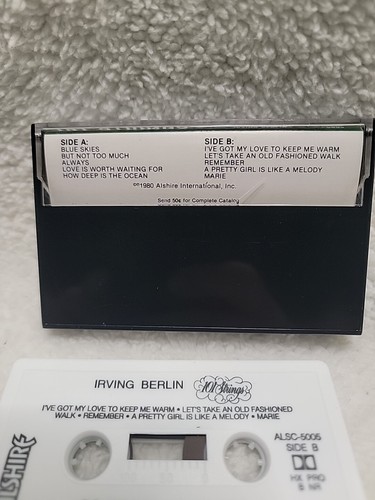 SIDE A:
BLUE SKIES
BUT NOT TOO MUCH
ALWAYS
LOVE IS WORTH WAITING FOR
HOW DEEP IS THE OCEAN
SIDE B:
I'VE GOT MY LOVE TO KEEP ME WARM
LET'S TAKE AN OLD FASHIONED WALK
REMEMBER
A PRETTY GIRL IS LIKE A MELODY
MARIE
©℗1980 Alshire International, Inc.
Send 50¢ for Complete Catalog
IRVING BERLIN 101 Strings
I'VE GOT MY LOVE TO KEEP ME WARM • LET'S TAKE AN OLD FASHIONED
WALK • REMEMBER • A PRETTY GIRL IS LIKE A MELODY • MARIE
ALSC-5005
SIDE B
HX PRO
B NR
ALSHIRE